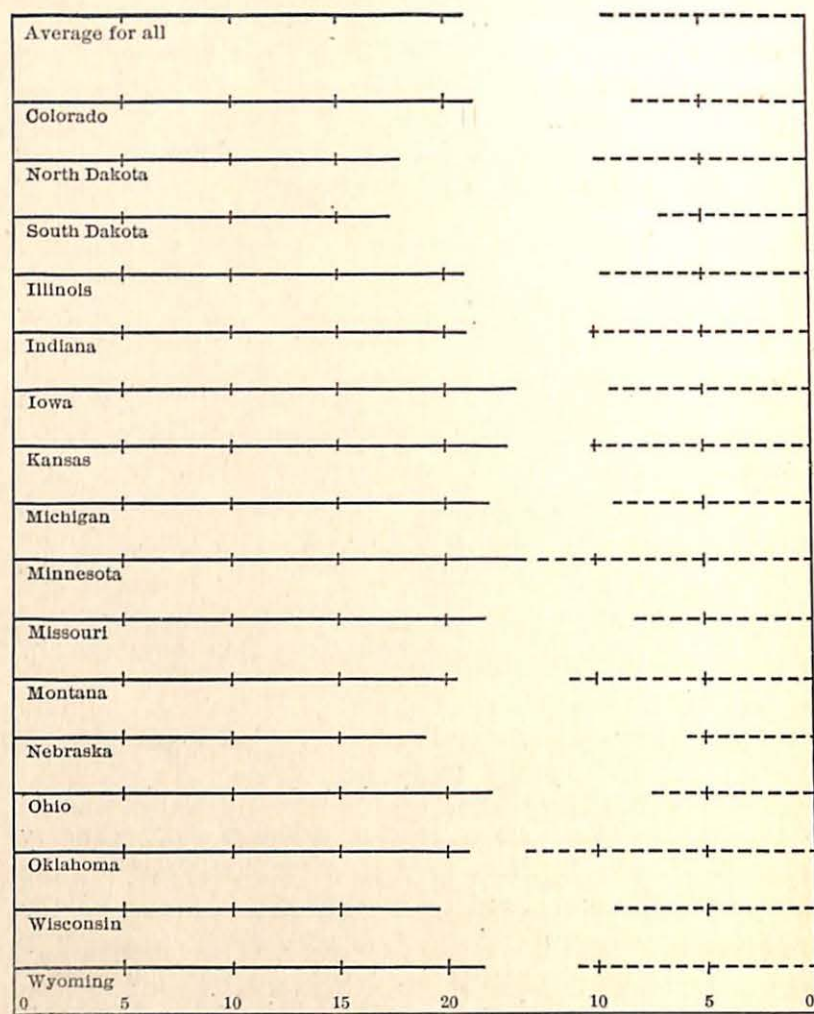 Average for all
Colorado
North Dakota
South Dakota
Illinois
Indiana
Iowa
Kansas
Michigan
Minnesota
Missouri
Montana
Nebraska
Ohio
Oklahoma
Wisconsin
Wyoming
0 5 10 15 20 10 5 0